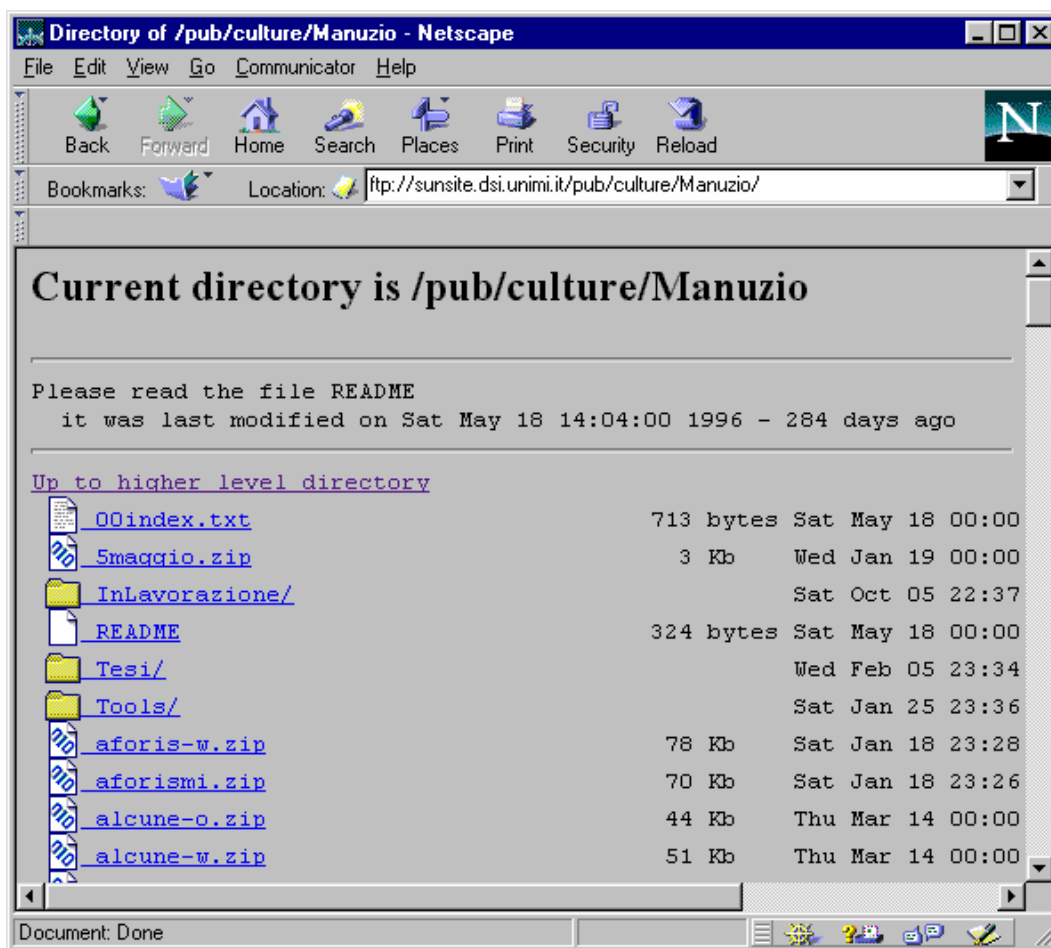 Directory of /pub/culture/Manuzio - Netscape
File Edit View Go Communicator Help
Back Forward Home Search Places Print Security Reload
N
Bookmarks: Location: ftp://sunsite.dsi.unimi.it/pub/culture/Manuzio/
Current directory is /pub/culture/Manuzio
Please read the file README
it was last modified on Sat May 18 14:04:00 1996 - 284 days ago
Up to higher level directory
00index.txt 713 bytes Sat May 18 00:00
5maggio.zip 3 Kb Wed Jan 19 00:00
InLavorazione/ Sat Oct 05 22:37
README 324 bytes Sat May 18 00:00
Tesi/ Wed Feb 05 23:34
Tools/ Sat Jan 25 23:36
aforis-w.zip 78 Kb Sat Jan 18 23:28
aforismi.zip 70 Kb Sat Jan 18 23:26
alcune-o.zip 44 Kb Thu Mar 14 00:00
alcune-w.zip 51 Kb Thu Mar 14 00:00
Document: Done